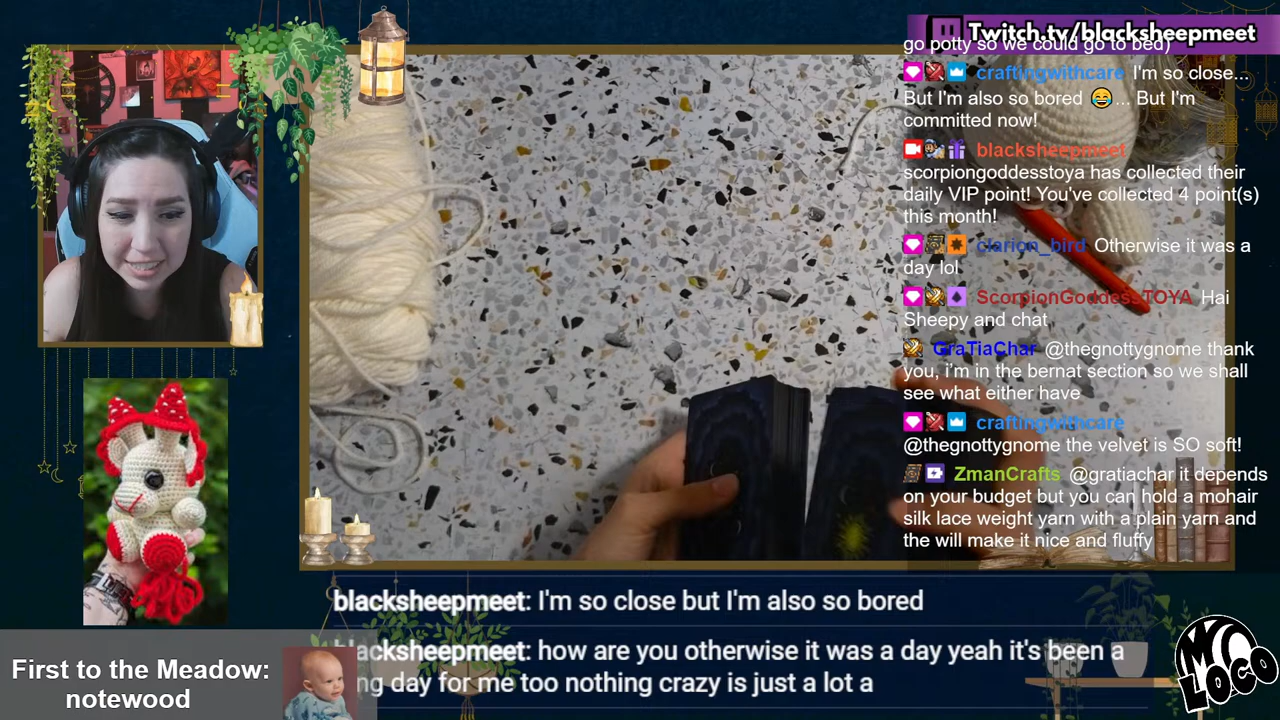 Twitch.tv/blacksheepmeet
go potty so we could go to bed)
craftingwithcare I'm so close...
But I'm also so bored 😂... But I'm
committed now!
blacksheepmeet
scorpiongoddesstoya has collected their
daily VIP point! You've collected 4 point(s)
this month!
clarion_bird Otherwise it was a
day lol
ScorpionGoddessTOYA Hai
Sheepy and chat
GraTiaChar @thegnottygnome thank
you, i'm in the bernat section so we shall
see what either have
craftingwithcare
@thegnottygnome the velvet is SO soft!
ZmanCrafts @gratiachar it depends
on your budget but you can hold a mohair
silk lace weight yarn with a plain yarn and
the will make it nice and fluffy
blacksheepmeet: I'm so close but I'm also so bored
blacksheepmeet: how are you otherwise it was a day yeah it's been a
ng day for me too nothing crazy is just a lot a
First to the Meadow:
notewood
MC
LOCO